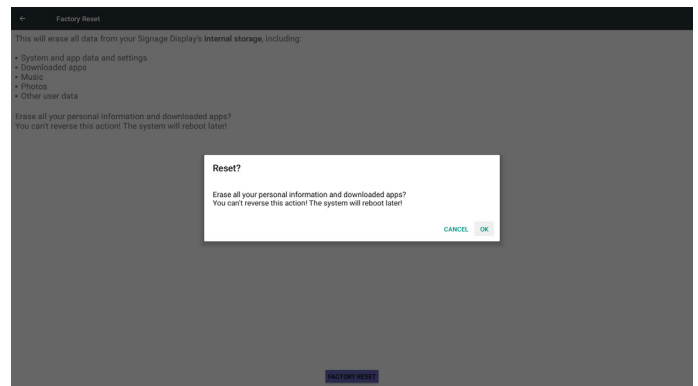 Factory Reset
This will erase all data from your Signage Display's internal storage, including:
• System and app data and settings
• Downloaded apps
• Music
• Photos
• Other user data
Erase all your personal information and downloaded apps?
You can't reverse this action! The system will reboot later!
Reset?
Erase all your personal information and downloaded apps?
You can't reverse this action! The system will reboot later!
CANCEL OK
FACTORY RESET